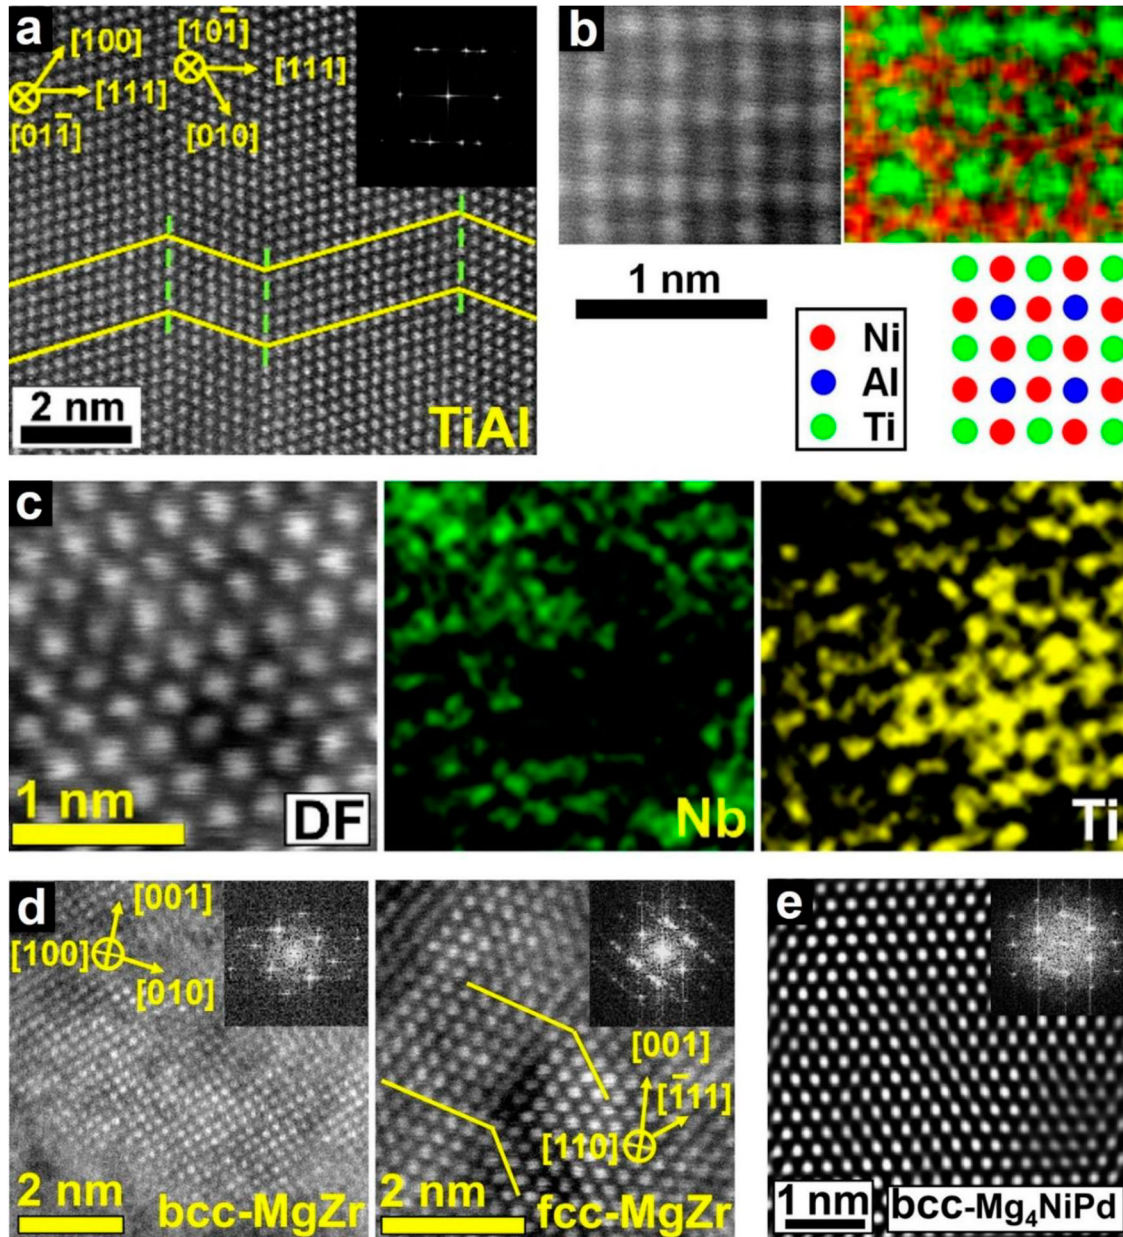 a
[100]
[101̄]
[111]
[111]
[011̄]
[010]
2 nm
TiAl
b
1 nm
Ni
Al
Ti
c
1 nm
DF
Nb
Ti
d
[001]
[100]
[010]
2 nm
bcc-MgZr
[001]
[1̄11]
[110]
2 nm
fcc-MgZr
e
1 nm
bcc-Mg₄NiPd